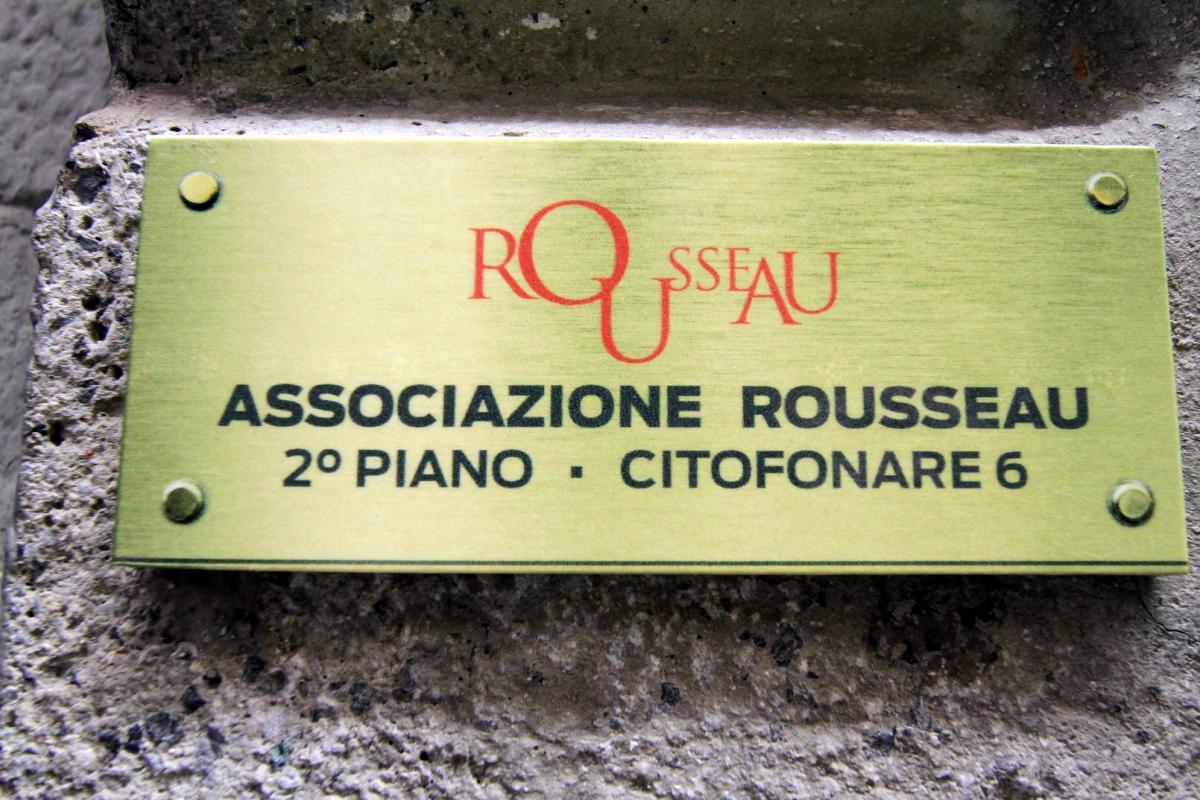 ROUSSEAU
ASSOCIAZIONE ROUSSEAU
2º PIANO ▪ CITOFONARE 6